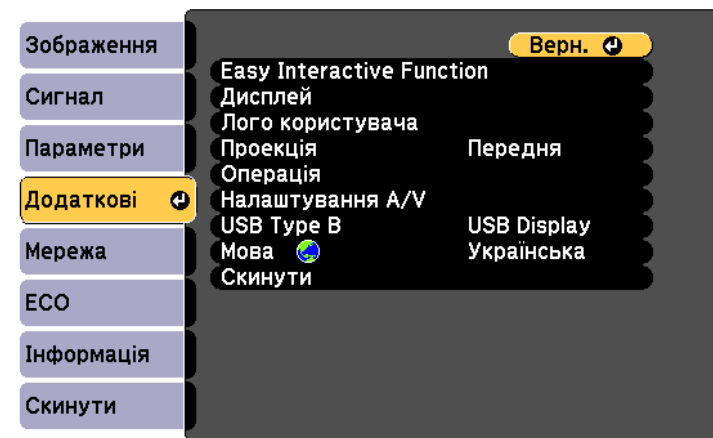 Зображення
Сигнал
Параметри
Додаткові
Мережа
ECO
Інформація
Скинути
Верн.
Easy Interactive Function
Дисплей
Лого користувача
Проекція Передня
Операція
Налаштування A/V
USB Type B USB Display
Мова Українська
Скинути